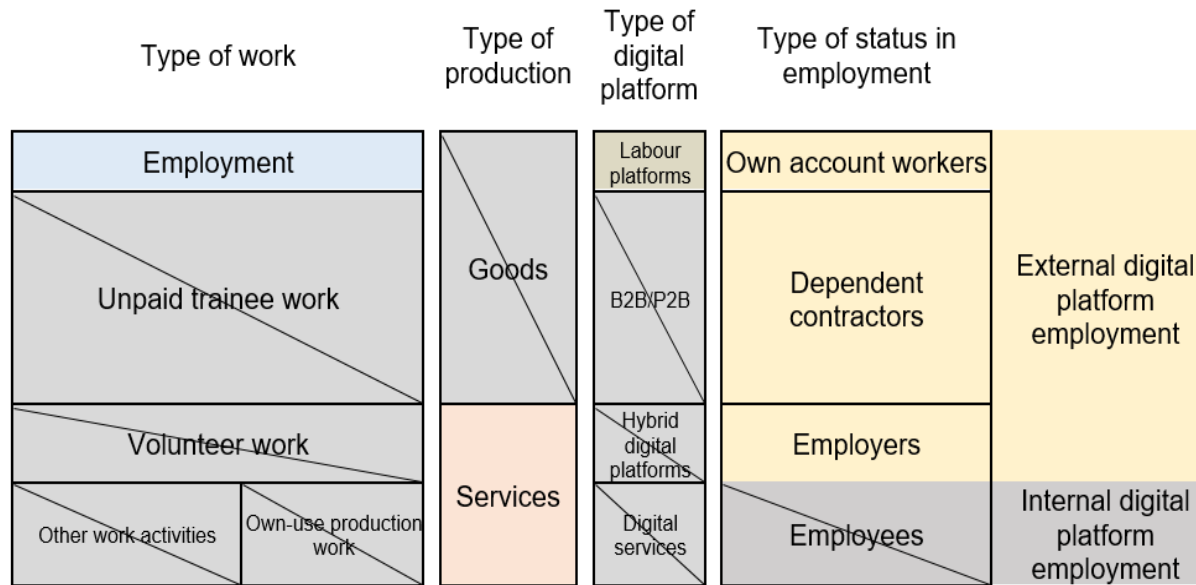 Type of work
Type of
production
Type of
digital
platform
Type of status in
employment
Employment
Unpaid trainee work
Volunteer work
Other work activities
Own-use production
work
Goods
Services
Labour
platforms
B2B/P2B
Hybrid
digital
platforms
Digital
services
Own account workers
Dependent
contractors
Employers
Employees
External digital
platform
employment
Internal digital
platform
employment